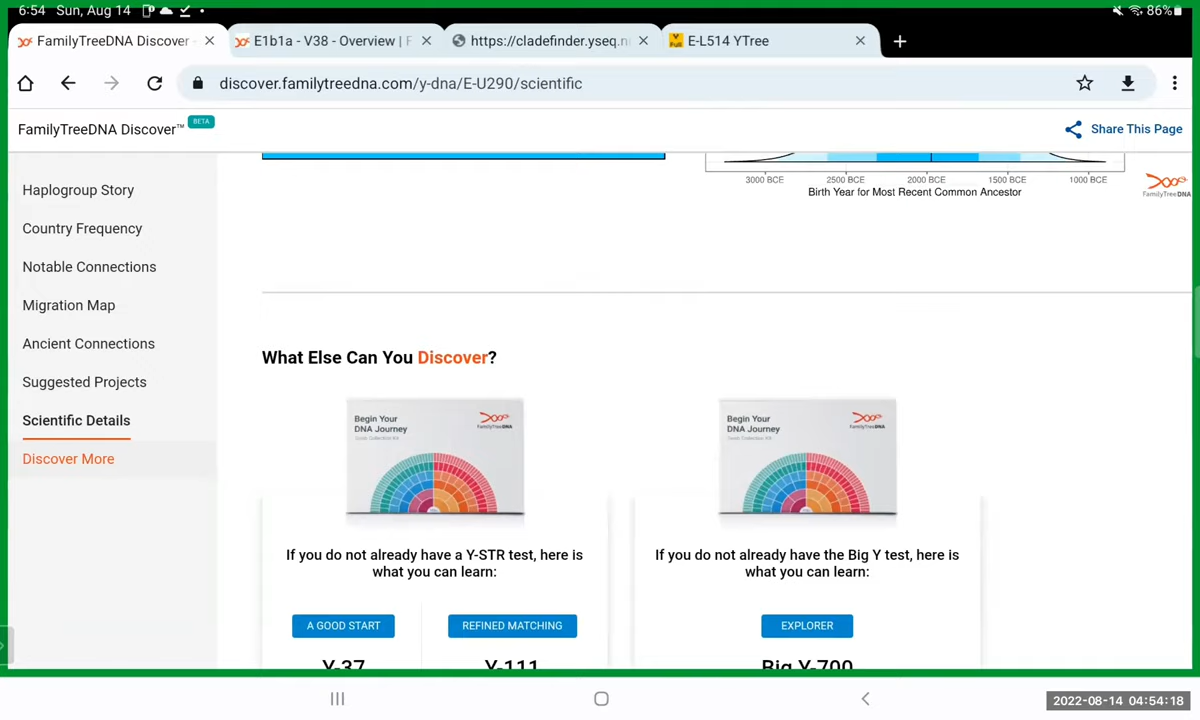 6:54 Sun, Aug 14
86%
FamilyTreeDNA Discover
E1b1a - V38 - Overview | F
https://cladefinder.yseq.n
E-L514 YTree
discover.familytreedna.com/y-dna/E-U290/scientific
FamilyTreeDNA Discover™ BETA
Share This Page
Haplogroup Story
Country Frequency
Notable Connections
Migration Map
Ancient Connections
Suggested Projects
Scientific Details
Discover More
3000 BCE 2500 BCE 2000 BCE 1500 BCE 1000 BCE
Birth Year for Most Recent Common Ancestor
FamilyTreeDNA
What Else Can You Discover?
Begin Your
DNA Journey
FamilyTreeDNA
If you do not already have a Y-STR test, here is
what you can learn:
A GOOD START
REFINED MATCHING
Y-37
Y-111
Begin Your
DNA Journey
FamilyTreeDNA
If you do not already have the Big Y test, here is
what you can learn:
EXPLORER
Big Y-700
2022-08-14 04:54:18